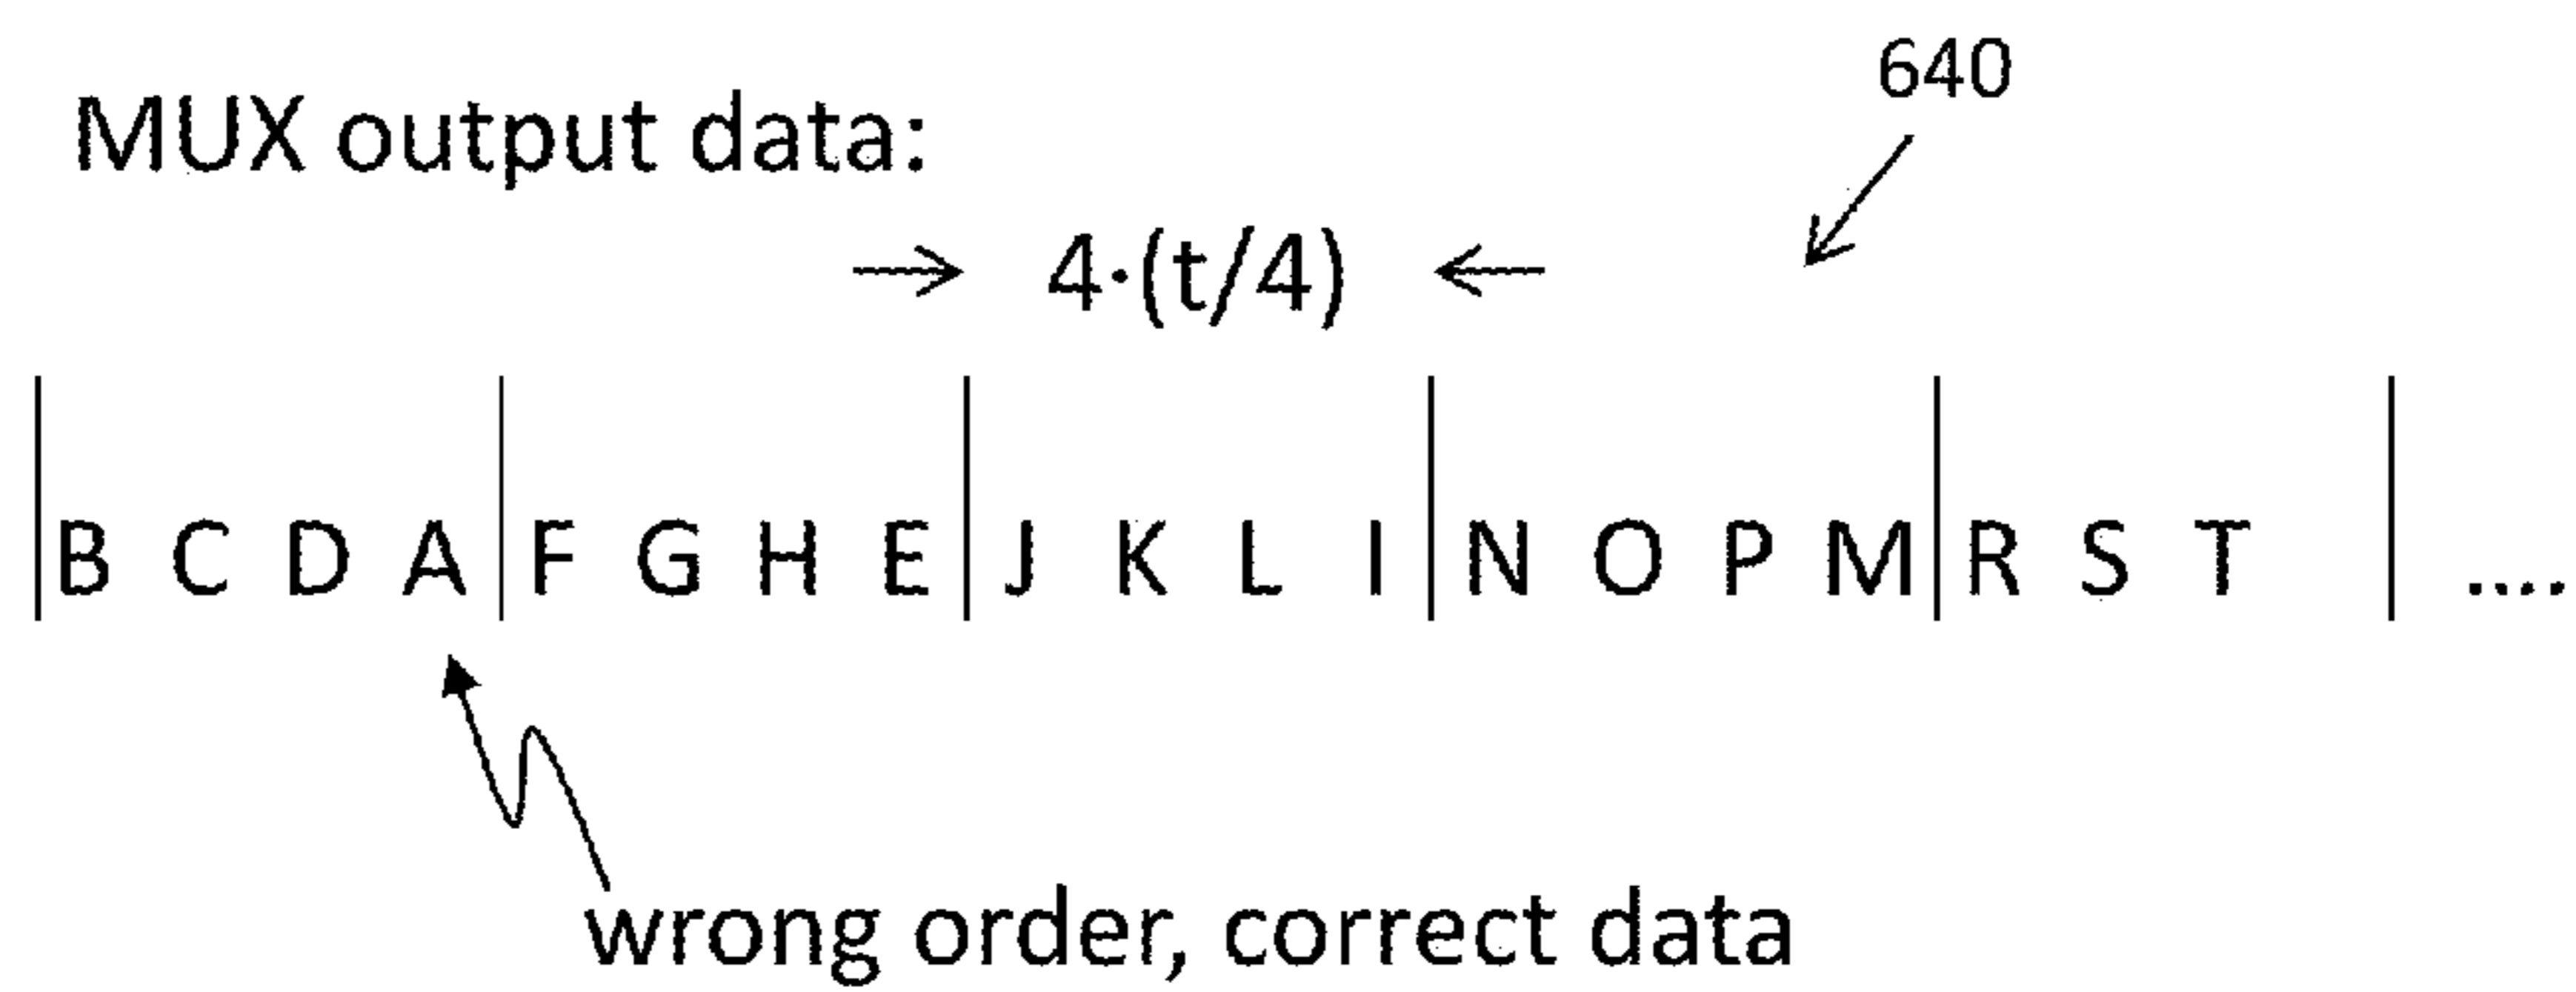 640
MUX output data:
4·(t/4)
B C D A F G H E J K L I N O P M R S T ....
wrong order, correct data